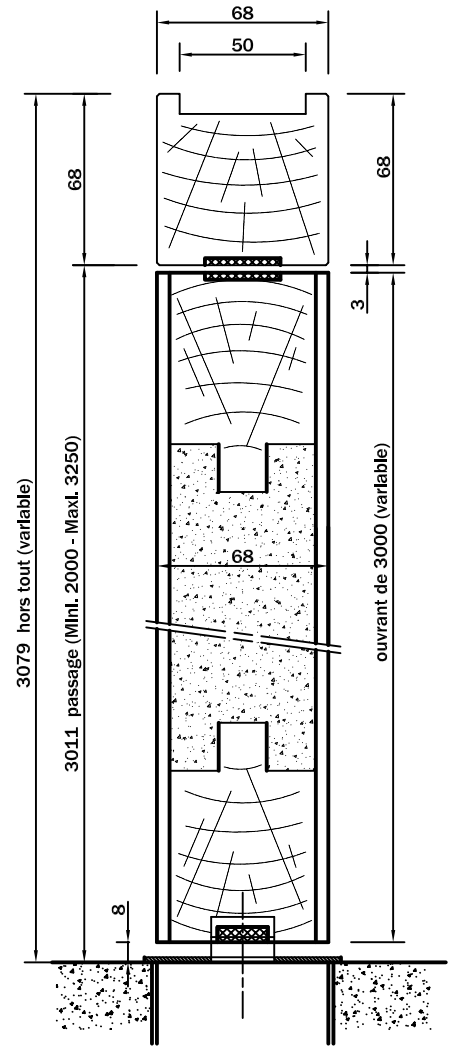 68
50
68
68
3
3079 hors tout (variable)
3011 passage (Mini. 2000 - Maxi. 3250)
68
ouvrant de 3000 (variable)
8